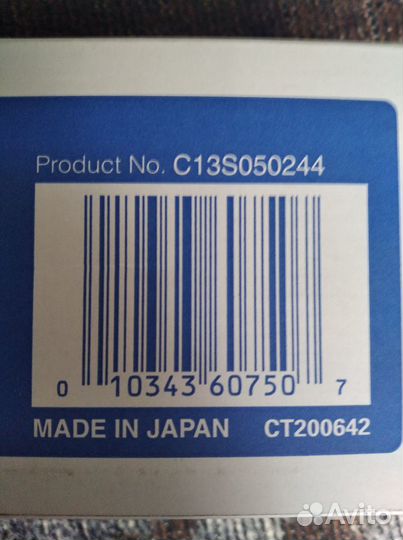 Product No. C13S050244
0 10343 60750 7
MADE IN JAPAN CT200642
Avito